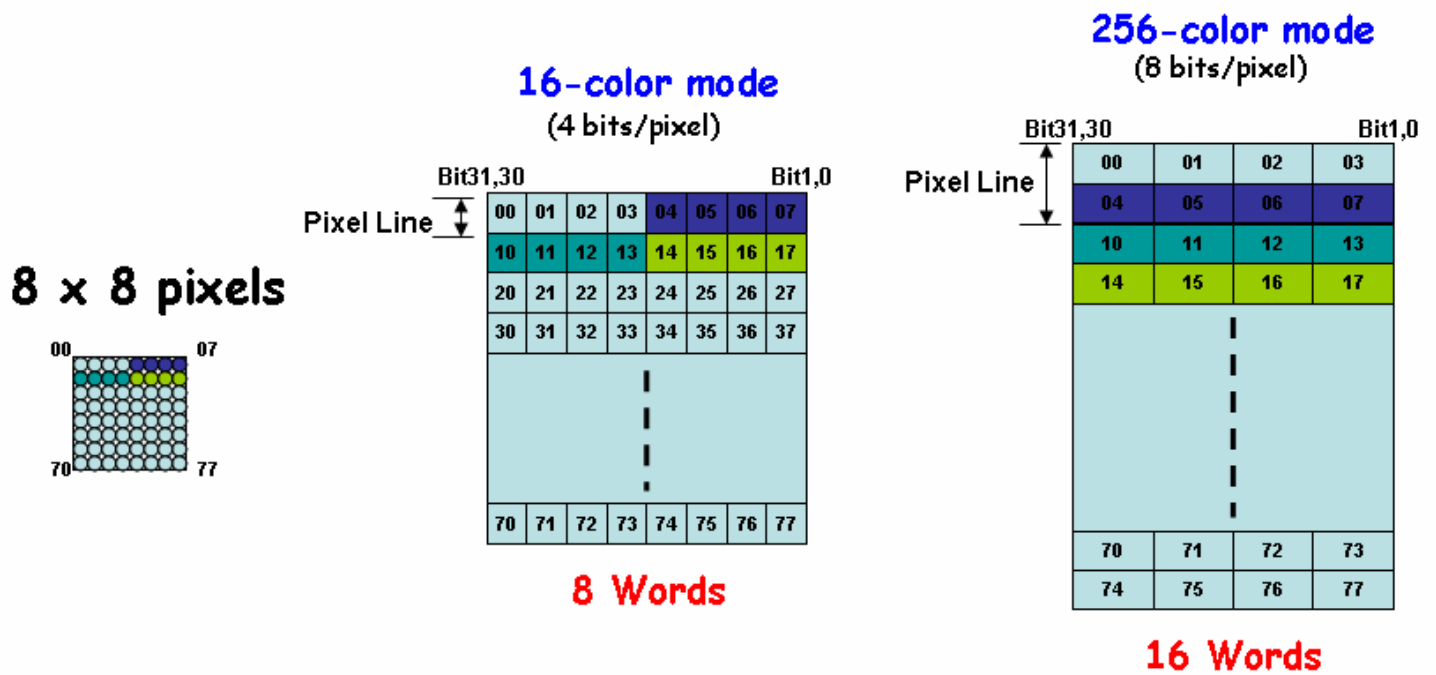 8 x 8 pixels
00 07
70 77
16-color mode
(4 bits/pixel)
Bit31,30 Bit1,0
Pixel Line
00 01 02 03 04 05 06 07
10 11 12 13 14 15 16 17
20 21 22 23 24 25 26 27
30 31 32 33 34 35 36 37
70 71 72 73 74 75 76 77
8 Words
256-color mode
(8 bits/pixel)
Bit31,30 Bit1,0
Pixel Line
00 01 02 03
04 05 06 07
10 11 12 13
14 15 16 17
70 71 72 73
74 75 76 77
16 Words